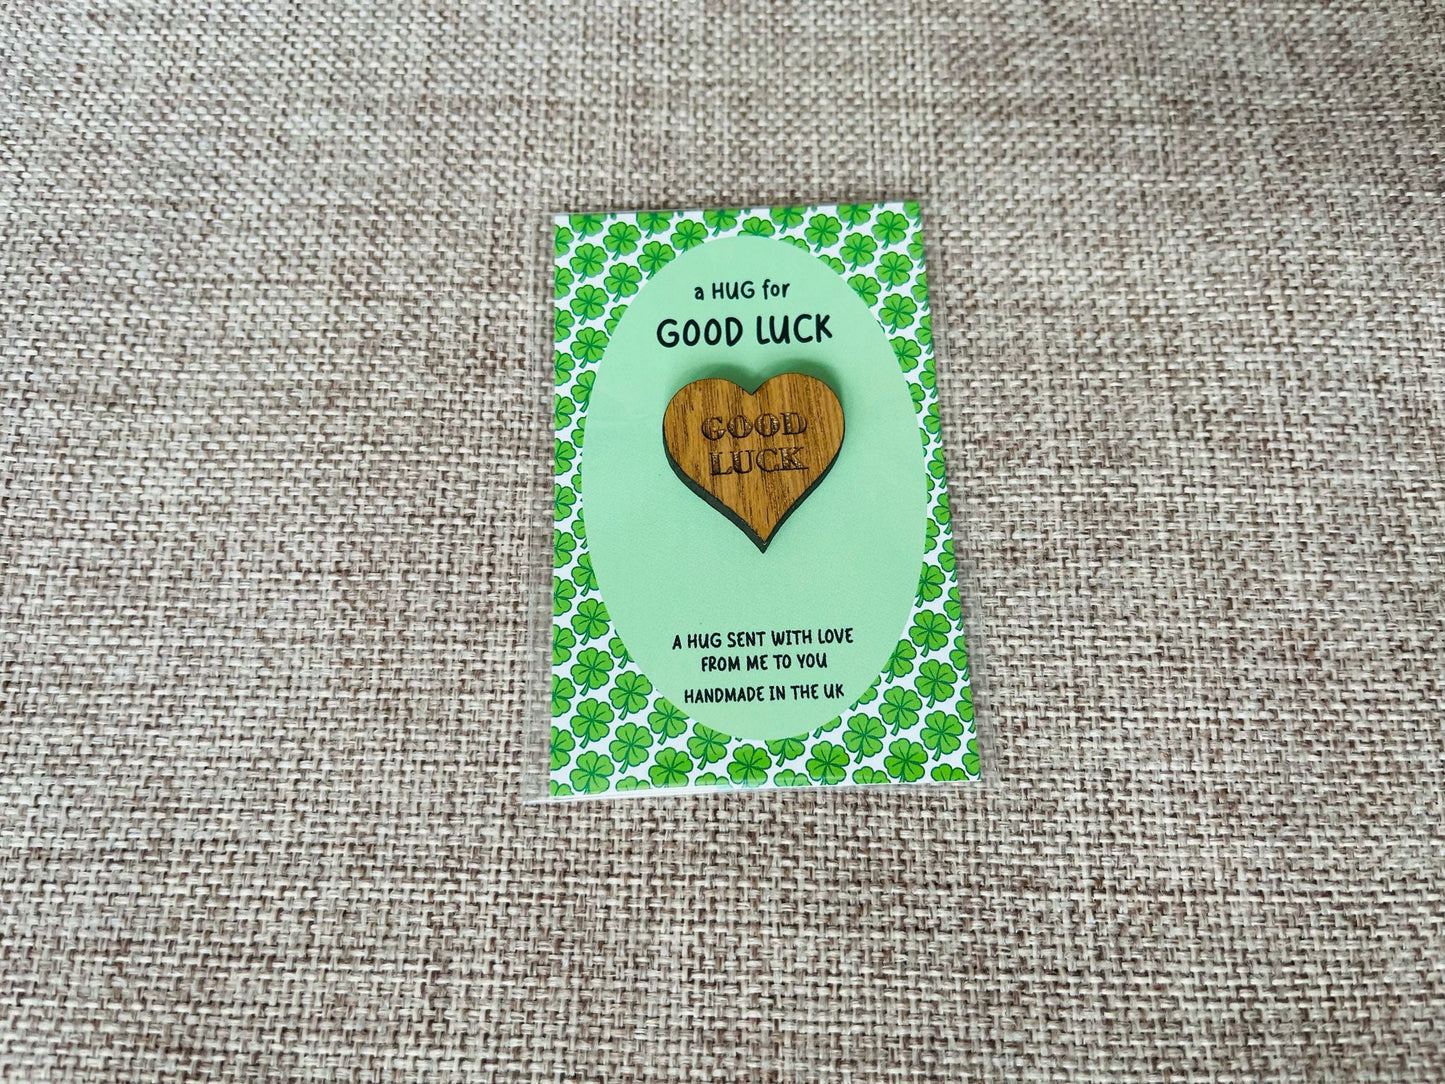 a HUG for
GOOD LUCK
GOOD
LUCK
A HUG SENT WITH LOVE
FROM ME TO YOU
HANDMADE IN THE UK